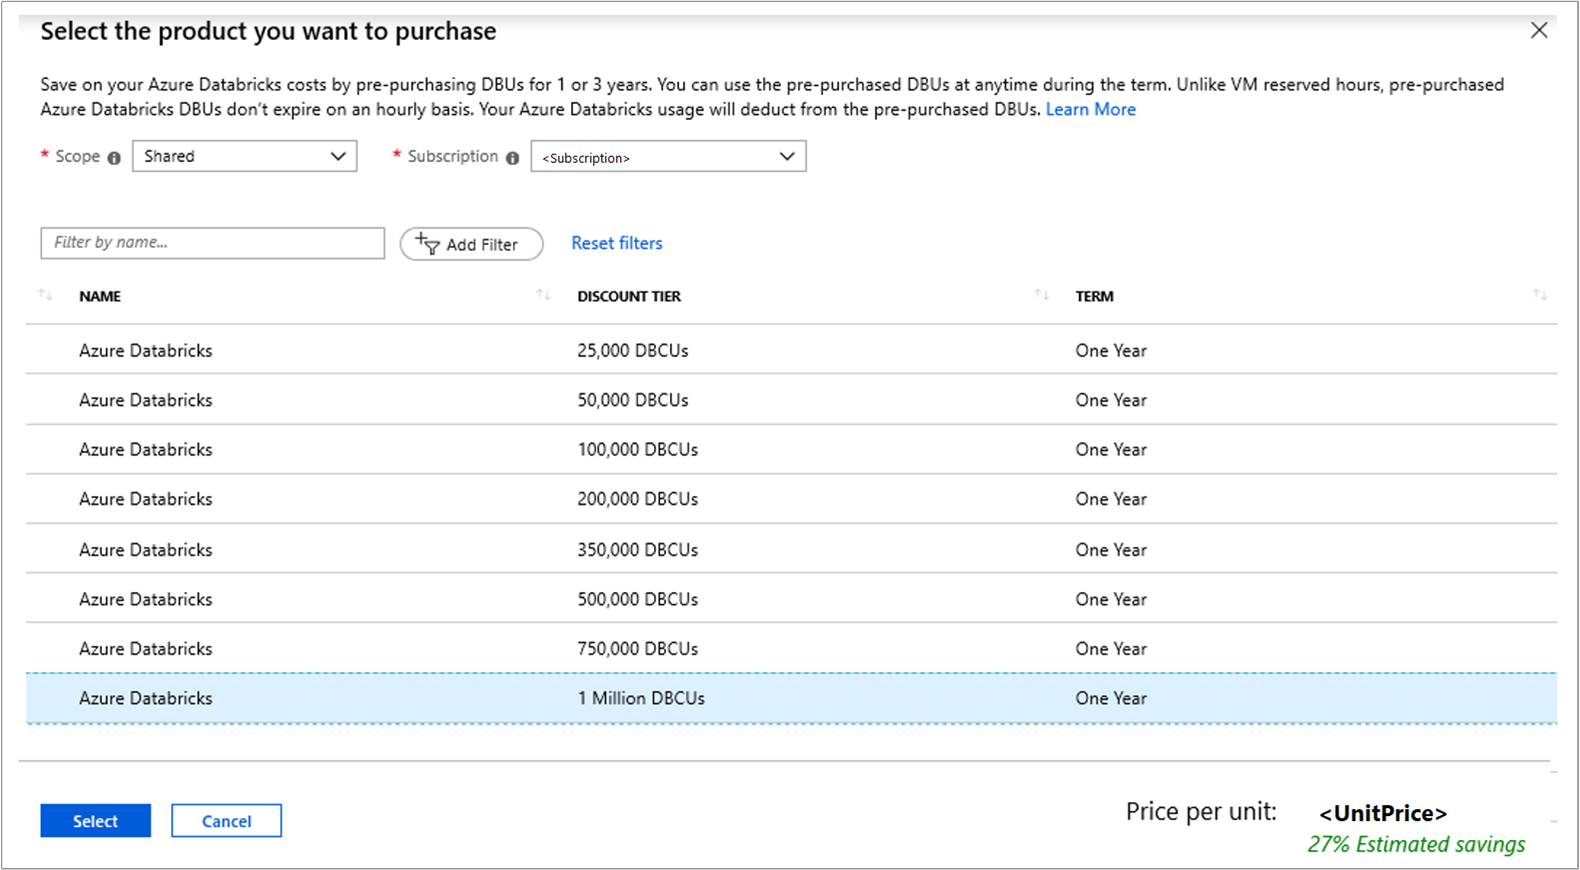 Select the product you want to purchase
Save on your Azure Databricks costs by pre-purchasing DBUs for 1 or 3 years. You can use the pre-purchased DBUs at anytime during the term. Unlike VM reserved hours, pre-purchased
Azure Databricks DBUs don't expire on an hourly basis. Your Azure Databricks usage will deduct from the pre-purchased DBUs. Learn More
* Scope Shared * Subscription <Subscription>
Filter by name... Add Filter Reset filters
NAME DISCOUNT TIER TERM
Azure Databricks 25,000 DBCUs One Year
Azure Databricks 50,000 DBCUs One Year
Azure Databricks 100,000 DBCUs One Year
Azure Databricks 200,000 DBCUs One Year
Azure Databricks 350,000 DBCUs One Year
Azure Databricks 500,000 DBCUs One Year
Azure Databricks 750,000 DBCUs One Year
Azure Databricks 1 Million DBCUs One Year
Select Cancel Price per unit: <UnitPrice>
27% Estimated savings